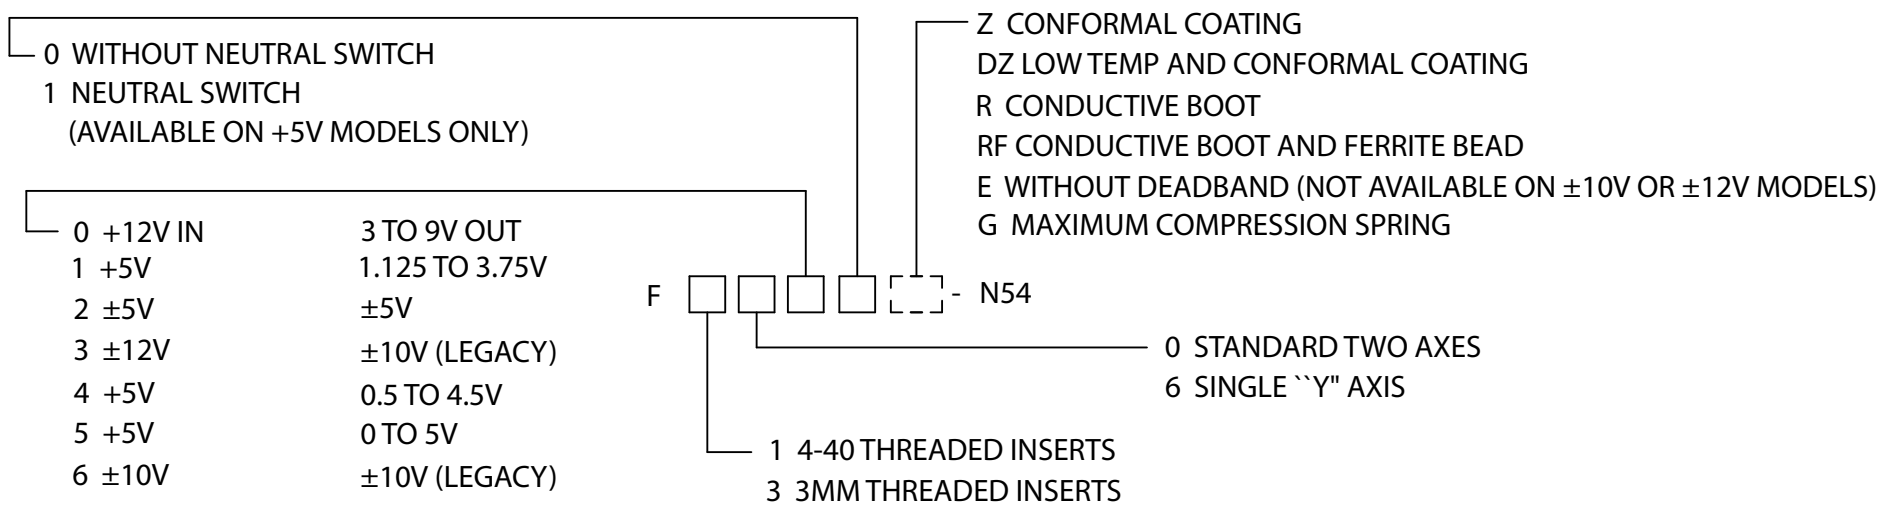 0 WITHOUT NEUTRAL SWITCH
1 NEUTRAL SWITCH
(AVAILABLE ON +5V MODELS ONLY)
Z CONFORMAL COATING
DZ LOW TEMP AND CONFORMAL COATING
R CONDUCTIVE BOOT
RF CONDUCTIVE BOOT AND FERRITE BEAD
E WITHOUT DEADBAND (NOT AVAILABLE ON ±10V OR ±12V MODELS)
G MAXIMUM COMPRESSION SPRING
0 +12V IN 3 TO 9V OUT
1 +5V 1.125 TO 3.75V
2 ±5V ±5V
3 ±12V ±10V (LEGACY)
4 +5V 0.5 TO 4.5V
5 +5V 0 TO 5V
6 ±10V ±10V (LEGACY)
F - N54
0 STANDARD TWO AXES
6 SINGLE ``Y" AXIS
1 4-40 THREADED INSERTS
3 3MM THREADED INSERTS